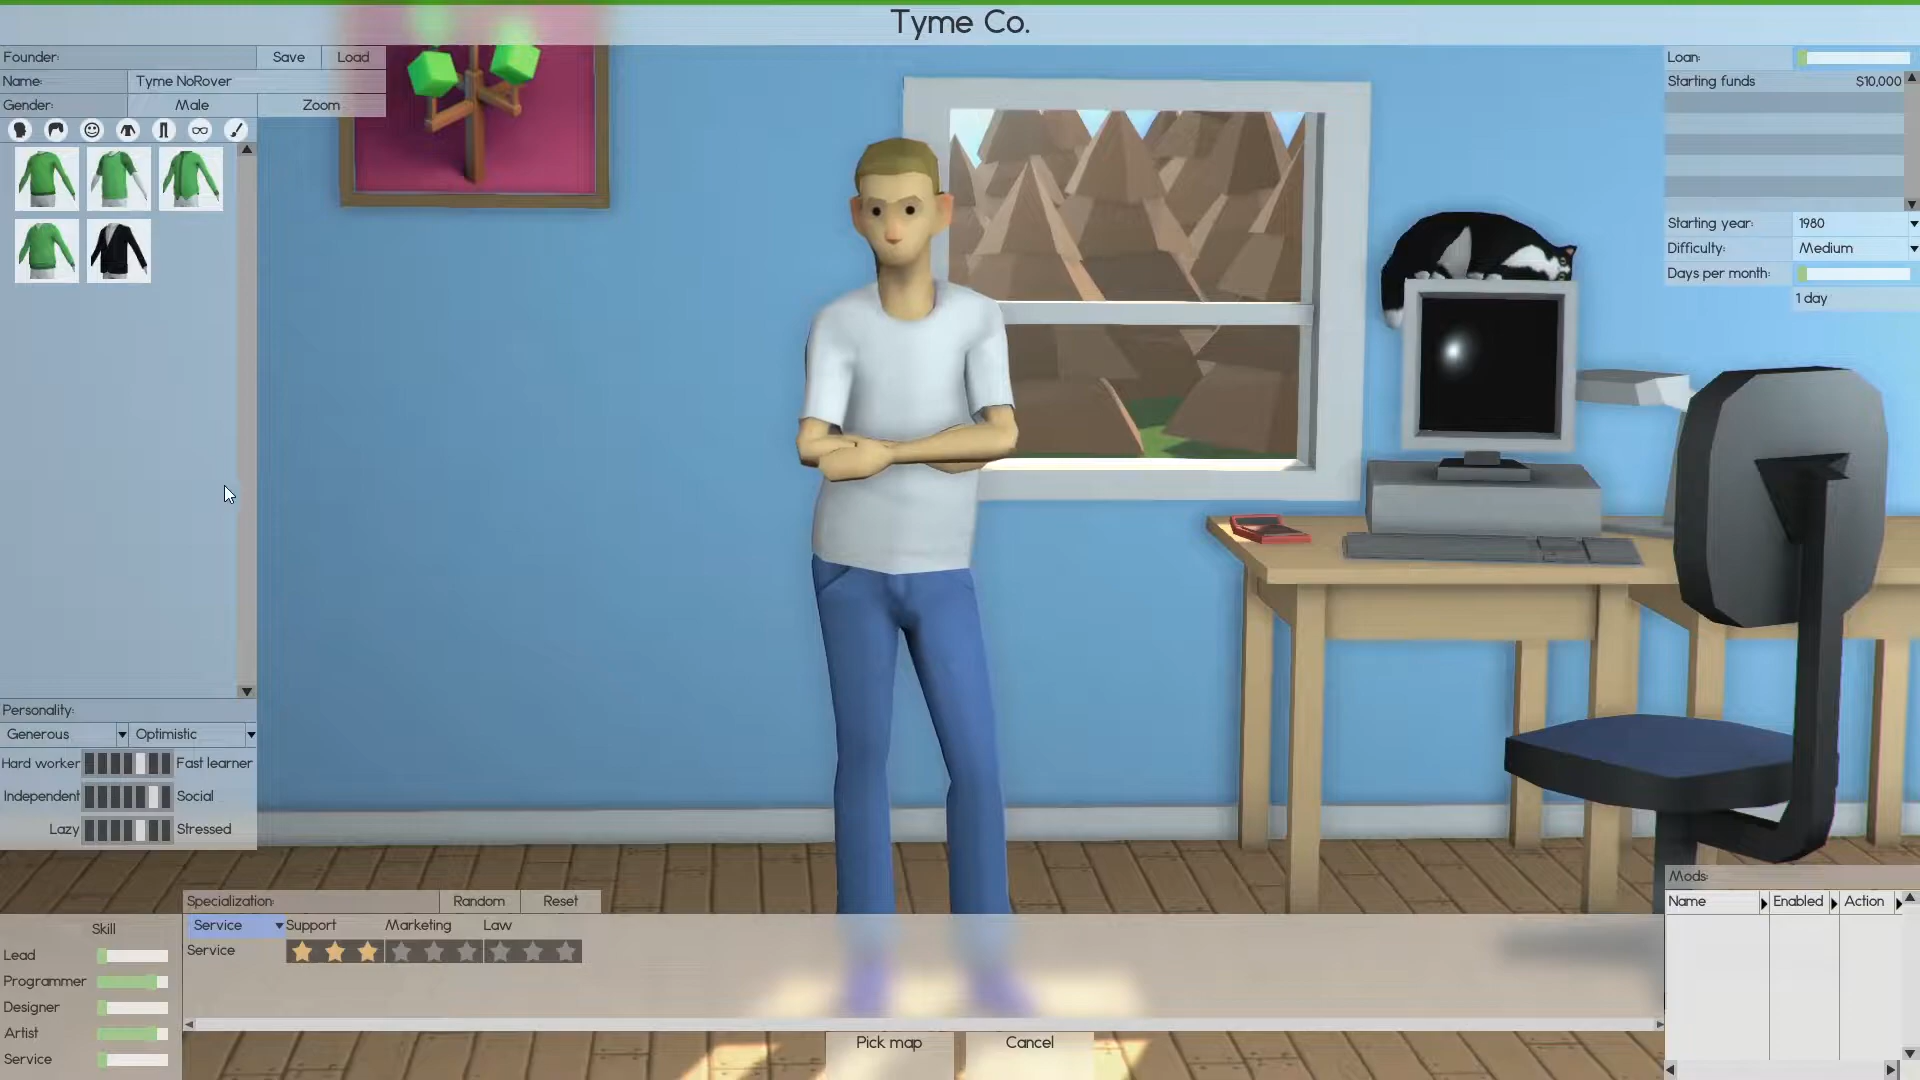 Tyme Co.
Founder: Save Load
Name: Tyme NoRover
Gender: Male Zoom
Loan:
Starting funds $10,000
Starting year: 1980
Difficulty: Medium
Days per month:
1 day
Personality:
Generous Optimistic
Hard worker Fast learner
Independent Social
Lazy Stressed
Mods:
Name Enabled Action
Specialization: Random Reset
Service Support Marketing Law
Service
Skill
Lead
Programmer
Designer
Artist
Service
Pick map Cancel